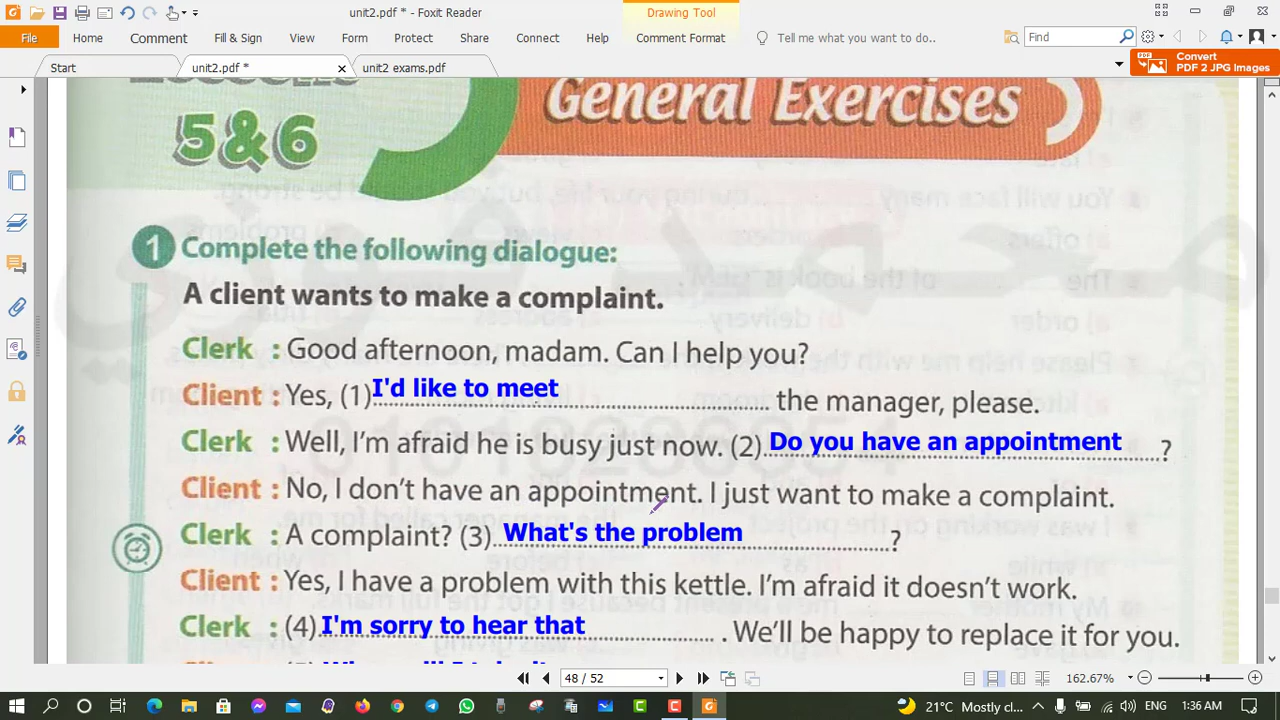 unit2.pdf * - Foxit Reader
Drawing Tool
File Home Comment Fill & Sign View Form Protect Share Connect Help Comment Format Tell me what you want to do.. Find
Start unit2.pdf * unit2 exams.pdf
Convert
PDF 2 JPG Images
5&6
General Exercises
1 Complete the following dialogue:
A client wants to make a complaint.
Clerk : Good afternoon, madam. Can I help you?
Client : Yes, (1) I'd like to meet the manager, please.
Clerk : Well, I'm afraid he is busy just now. (2) Do you have an appointment ?
Client : No, I don't have an appointment. I just want to make a complaint.
Clerk : A complaint? (3) What's the problem ?
Client : Yes, I have a problem with this kettle. I'm afraid it doesn't work.
Clerk : (4) I'm sorry to hear that . We'll be happy to replace it for you.
48 / 52
162.67%
21°C Mostly cl... ENG 1:36 AM